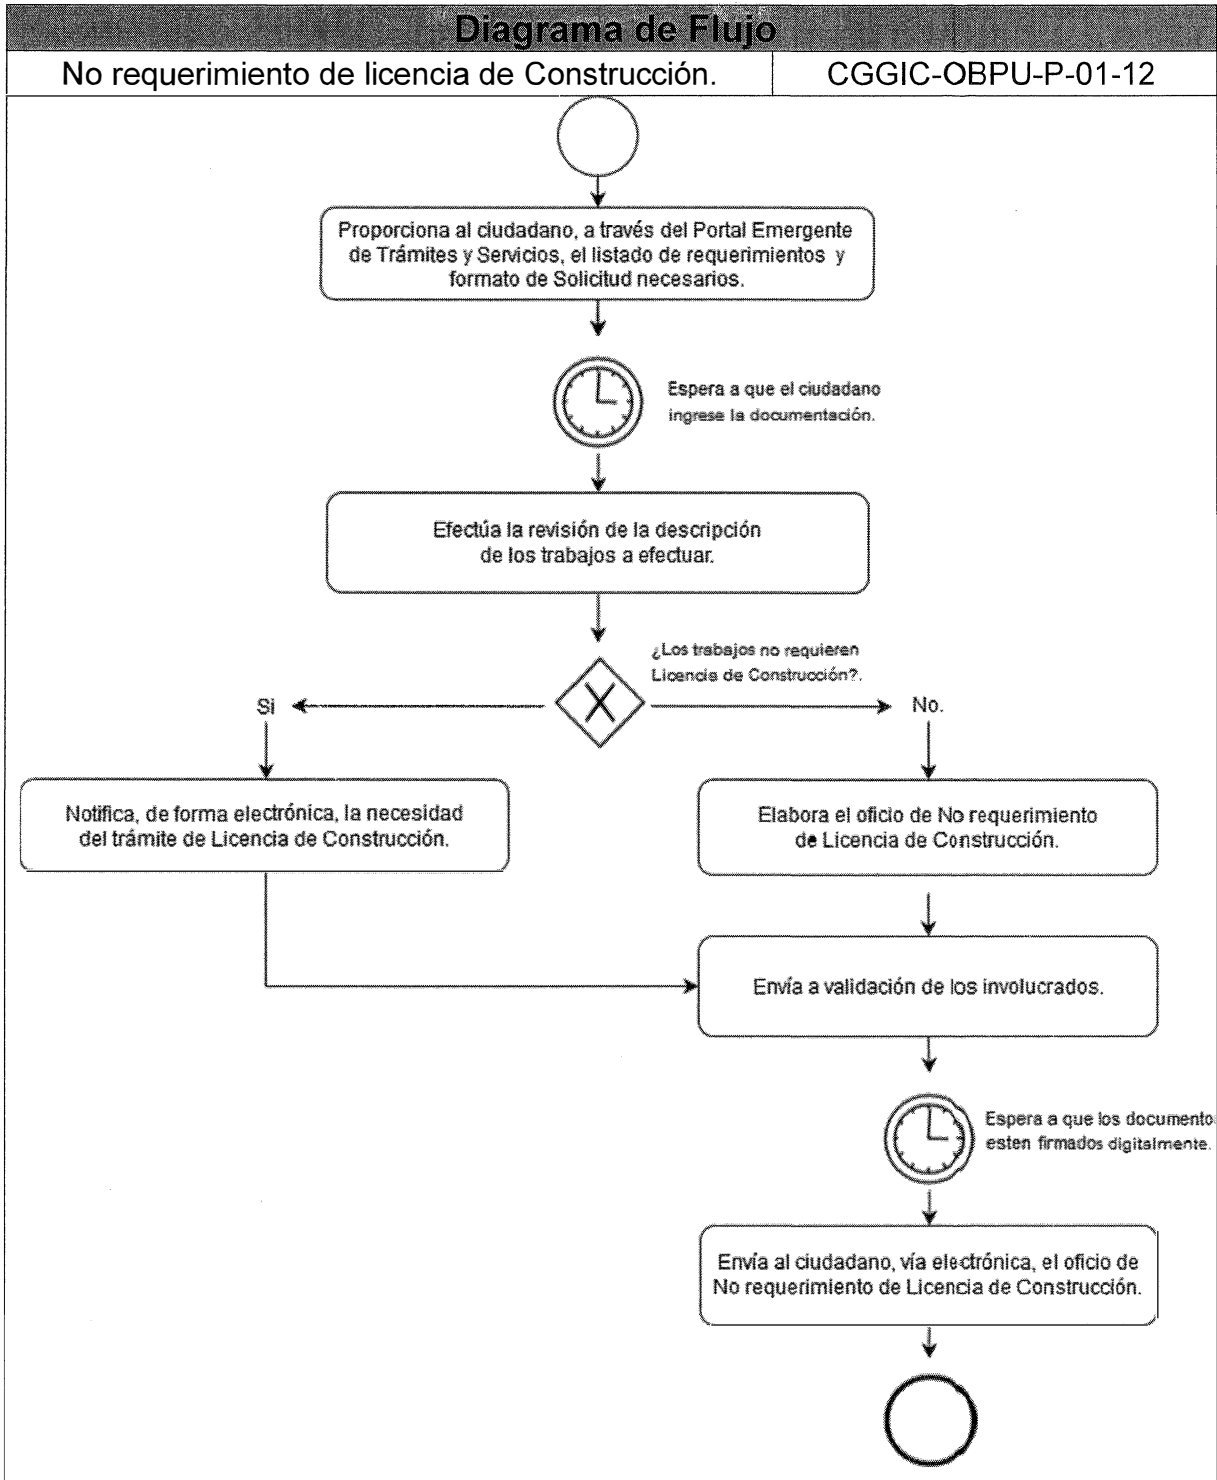 Diagrama de Flujo
No requerimiento de licencia de Construcción.
CGGIC-OBPU-P-01-12
Proporciona al ciudadano, a través del Portal Emergente
de Trámites y Servicios, el listado de requerimientos y
formato de Solicitud necesarios.
Espera a que el ciudadano
ingrese la documentación.
Efectúa la revisión de la descripción
de los trabajos a efectuar.
¿Los trabajos no requieren
Licencia de Construcción?.
Si
No.
Notifica, de forma electrónica, la necesidad
del trámite de Licencia de Construcción.
Elabora el oficio de No requerimiento
de Licencia de Construcción.
Envía a validación de los involucrados.
Espera a que los documento
esten firmados digitalmente.
Envía al ciudadano, vía electrónica, el oficio de
No requerimiento de Licencia de Construcción.